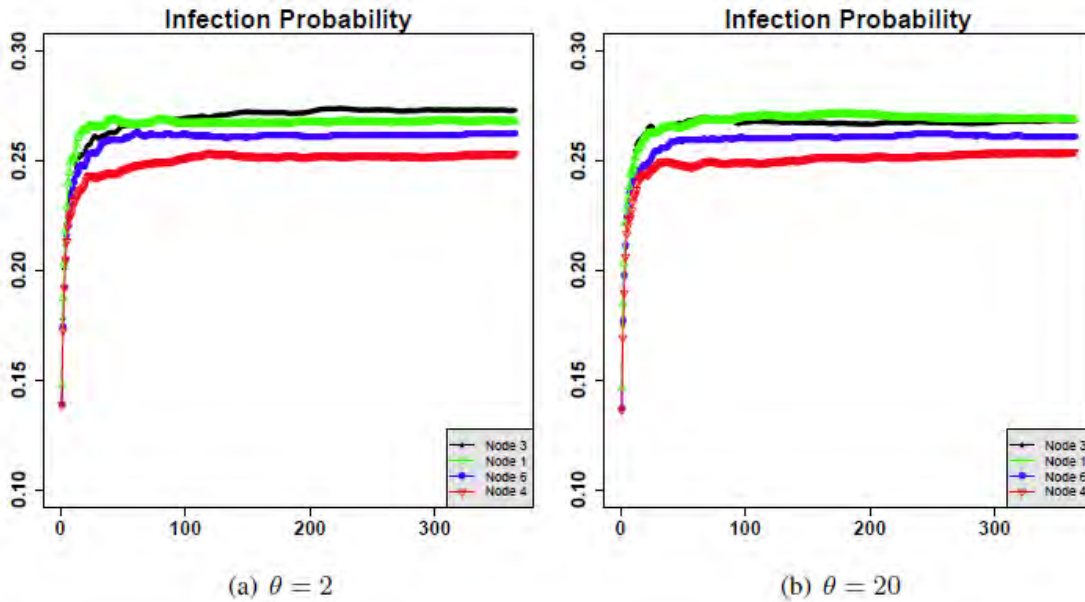 Infection Probability
0.30
0.25
0.20
0.15
0.10
0
100
200
300
Node 3
Node 1
Node 6
Node 4
(a) θ = 2
Infection Probability
0.30
0.25
0.20
0.15
0.10
0
100
200
300
Node 3
Node 1
Node 6
Node 4
(b) θ = 20